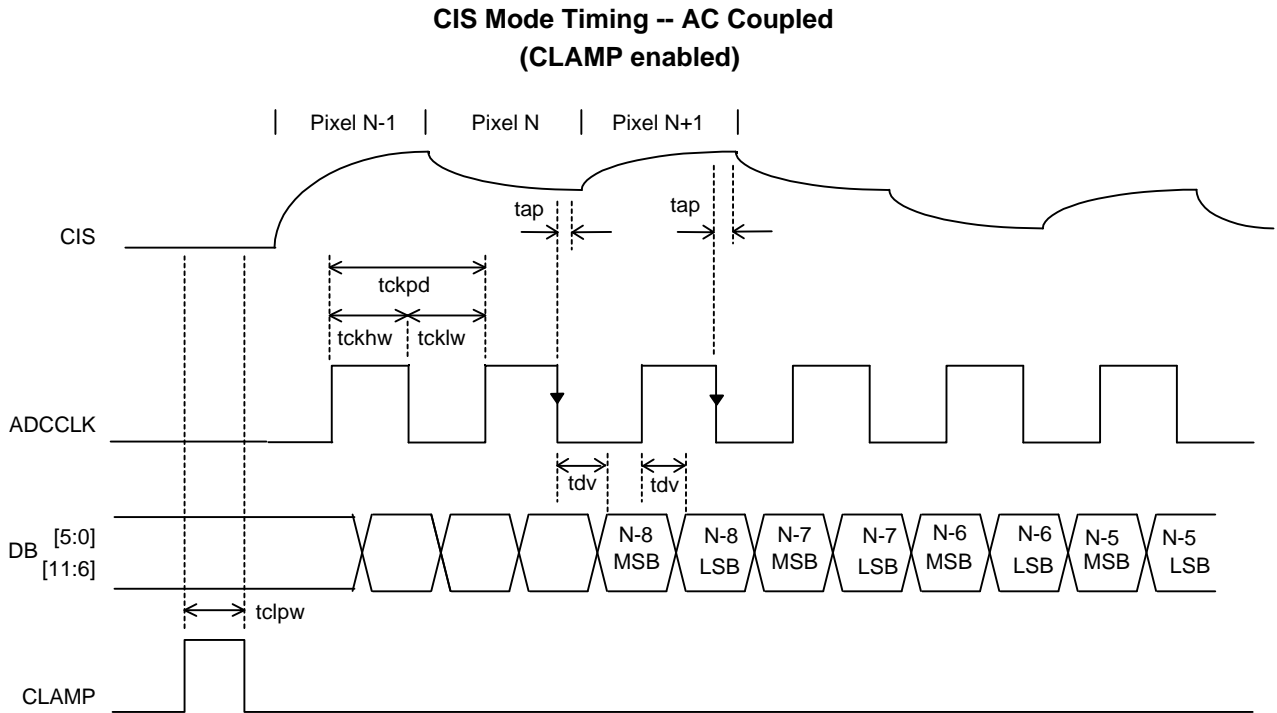 CIS Mode Timing -- AC Coupled
(CLAMP enabled)
Pixel N-1 Pixel N Pixel N+1
tap tap
CIS
tckpd
tckhw tcklw
ADCCLK
tdv tdv
DB [5:0]
[11:6]
N-8 N-8 N-7 N-7 N-6 N-6 N-5 N-5
MSB LSB MSB LSB MSB LSB MSB LSB
tclpw
CLAMP